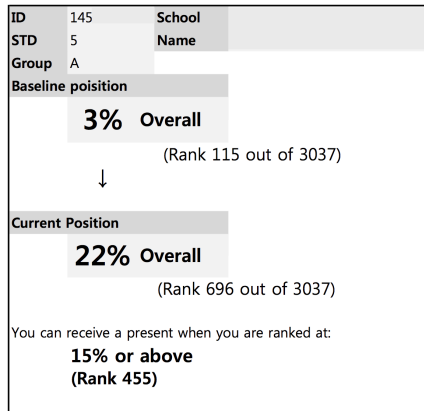 ID 145 School
STD 5 Name
Group A
Baseline poisition
3% Overall
(Rank 115 out of 3037)
↓
Current Position
22% Overall
(Rank 696 out of 3037)
You can receive a present when you are ranked at:
15% or above
(Rank 455)